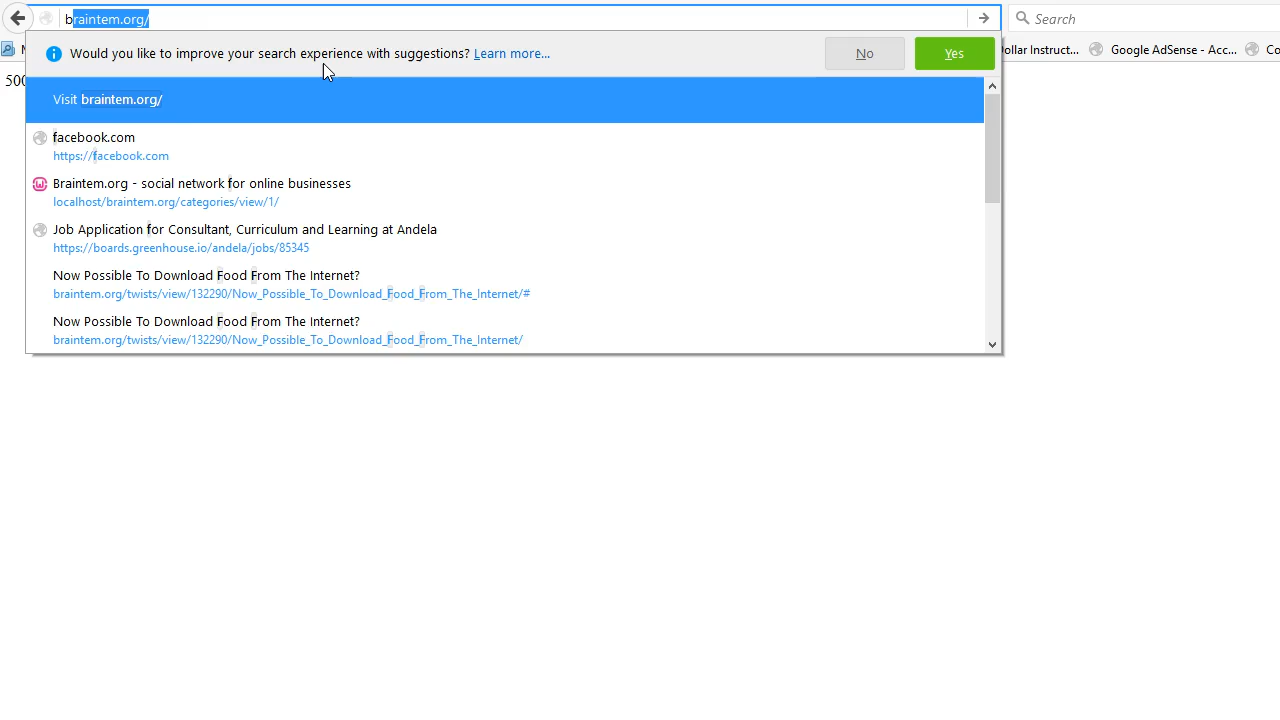 braintem.org/
Search
Would you like to improve your search experience with suggestions? Learn more...
No
Yes
ollar Instruct...
Google AdSense - Acc...
Co
500
Visit braintem.org/
facebook.com
https://facebook.com
Braintem.org - social network for online businesses
localhost/braintem.org/categories/view/1/
Job Application for Consultant, Curriculum and Learning at Andela
https://boards.greenhouse.io/andela/jobs/85345
Now Possible To Download Food From The Internet?
braintem.org/twists/view/132290/Now_Possible_To_Download_Food_From_The_Internet/#
Now Possible To Download Food From The Internet?
braintem.org/twists/view/132290/Now_Possible_To_Download_Food_From_The_Internet/